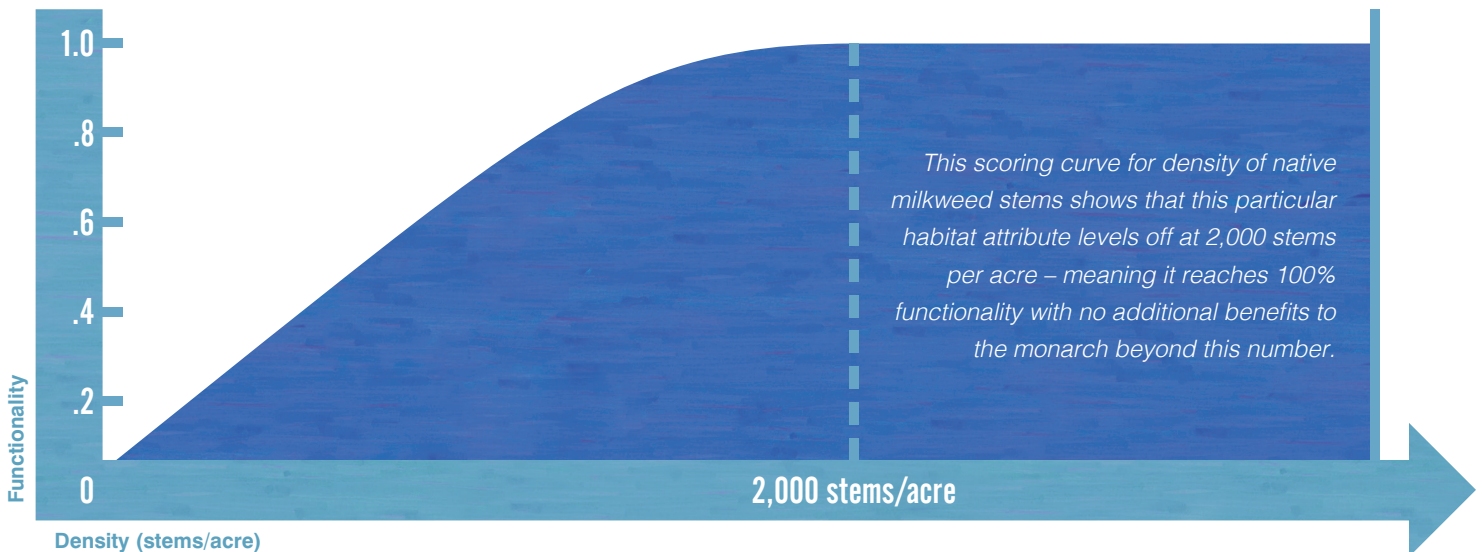 1.0
.8
.6
.4
.2
Functionality
0
This scoring curve for density of native
milkweed stems shows that this particular
habitat attribute levels off at 2,000 stems
per acre – meaning it reaches 100%
functionality with no additional benefits to
the monarch beyond this number.
2,000 stems/acre
Density (stems/acre)